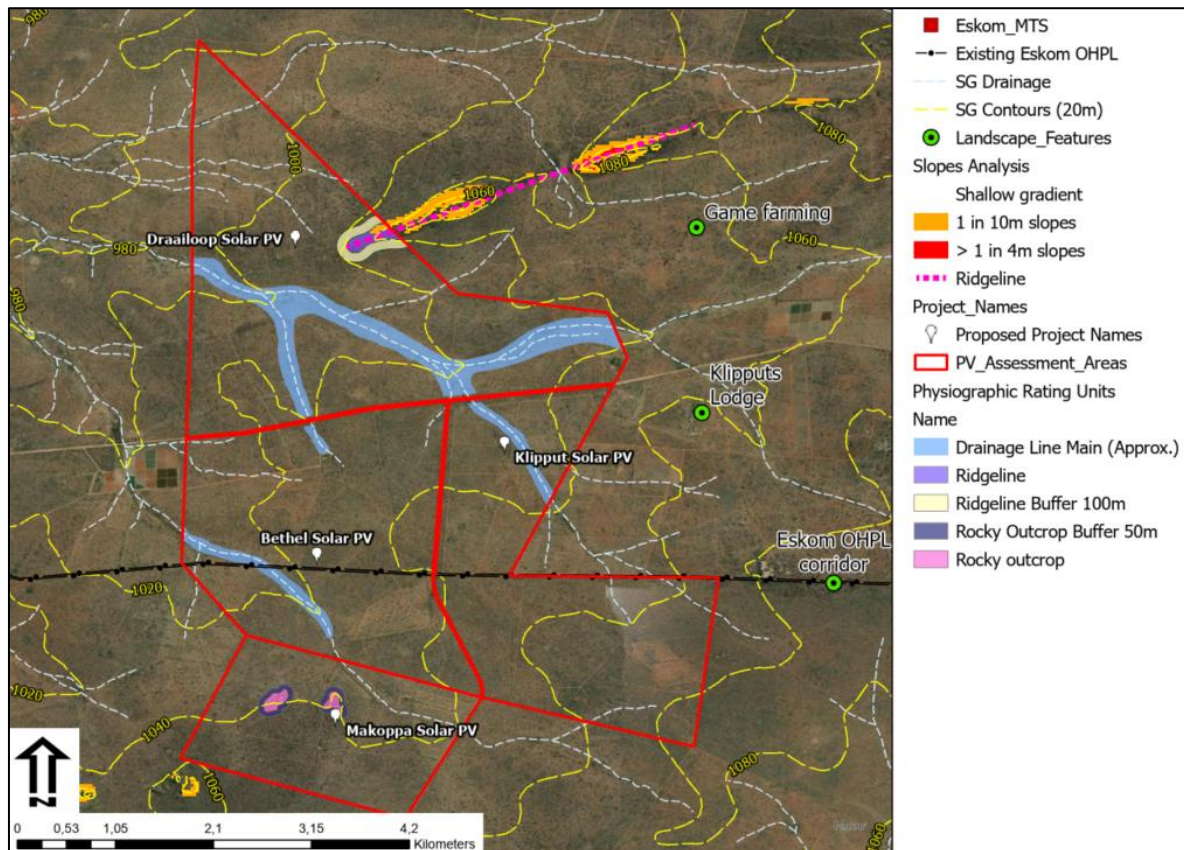 980
980
1000
1080
1080
1060
Game farming
Draailoop Solar PV
980
1060
980
Klipputs
Lodge
Klipput Solar PV
Bethel Solar PV
Eskom OHPL
corridor
1020
1020
Makoppa Solar PV
1040
1060
1080
1060
N
0 0,53 1,05 2,1 3,15 4,2
Kilometers
Eskom_MTS
Existing Eskom OHPL
SG Drainage
SG Contours (20m)
Landscape_Features
Slopes Analysis
Shallow gradient
1 in 10m slopes
> 1 in 4m slopes
Ridgeline
Project_Names
Proposed Project Names
PV_Assessment_Areas
Physiographic Rating Units
Name
Drainage Line Main (Approx.)
Ridgeline
Ridgeline Buffer 100m
Rocky Outcrop Buffer 50m
Rocky outcrop